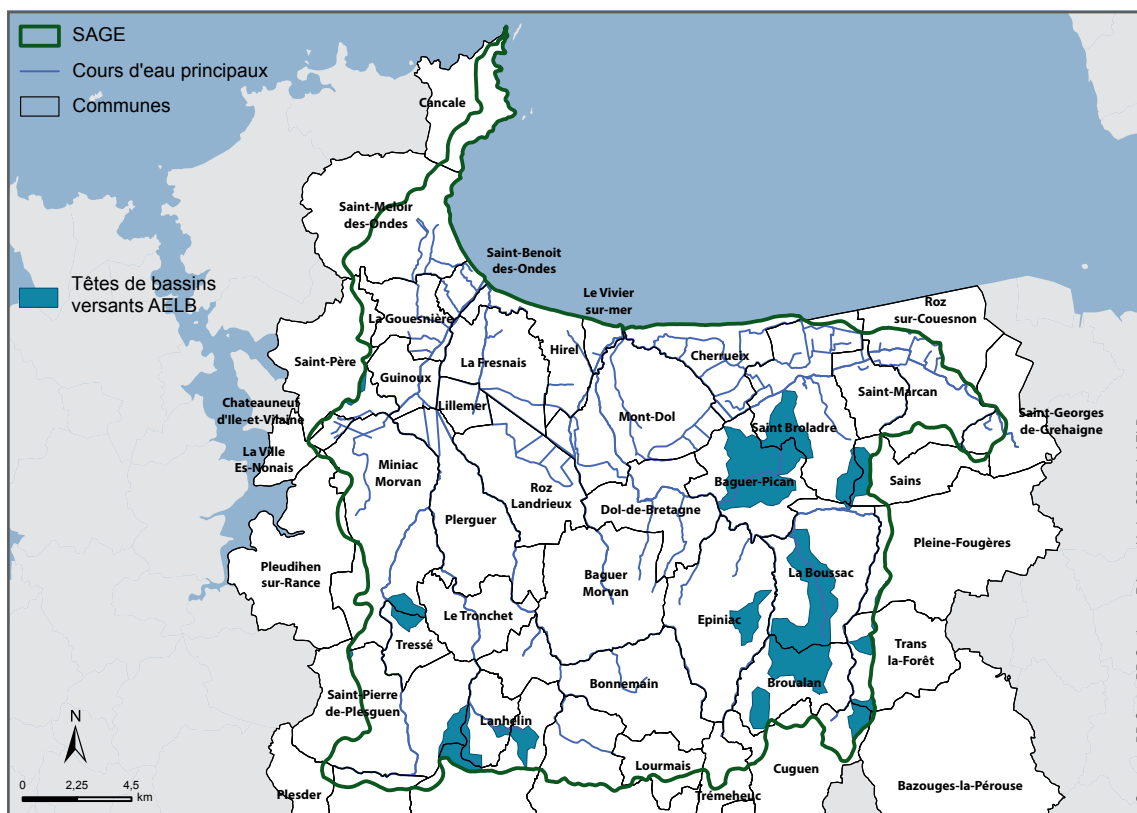 SAGE
Cours d'eau principaux
Communes
Têtes de bassins
versants AELB
Cancale
Saint-Meloir
des-Ondes
Saint-Benoit
des-Ondes
Le Vivier
sur-mer
Roz
sur-Couesnon
La Gouesnière
Saint-Père
Guinoux
La Fresnais
Hirel
Cherrueix
Saint-Marcan
Chateauneuf
d'Ile-et-Vilaine
Lillemer
Mont-Dol
Saint Broladre
Saint-Georges
de-Grehaigne
La Ville
Es-Nonais
Miniac
Morvan
Roz
Landrieux
Baguer-Pican
Sains
Plerguer
Dol-de-Bretagne
Pleine-Fougères
Pleudihen
sur-Rance
Baguer
Morvan
La Boussac
Le Tronchet
Epiniac
Tressé
Trans
la-Forêt
Bonnemain
Broualan
Saint-Pierre
de-Plesguen
Lanhelin
Lourmais
Cuguen
Plesder
Trémeheuc
Bazouges-la-Pérouse
N
0 2,25 4,5
km